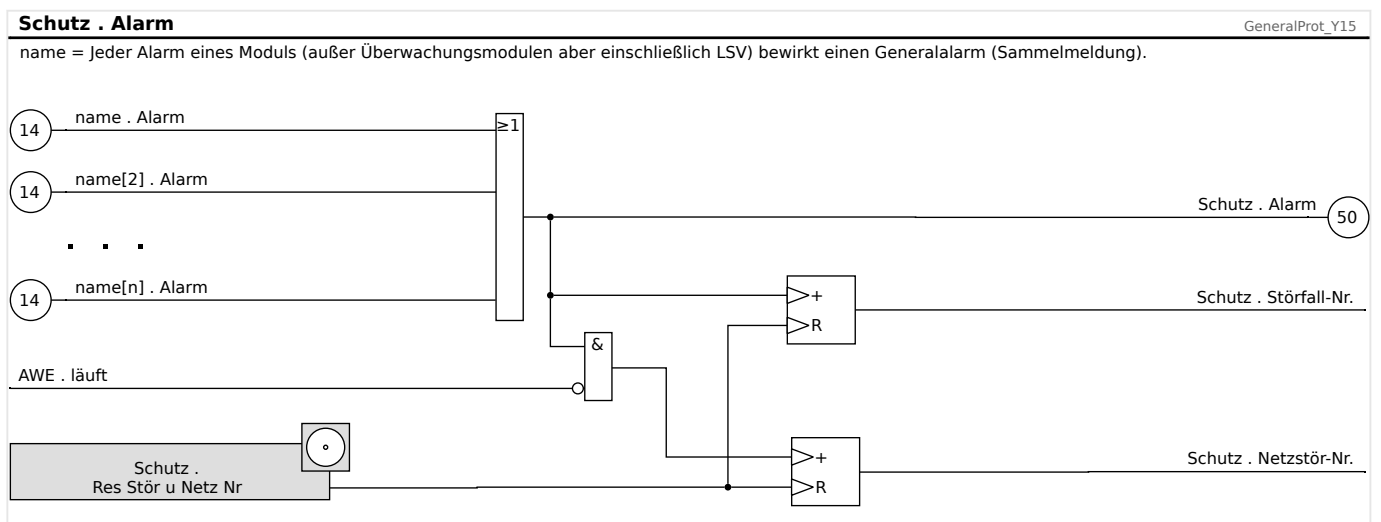 Schutz . Alarm
GeneralProt_Y15
name = Jeder Alarm eines Moduls (außer Überwachungsmodulen aber einschließlich LSV) bewirkt einen Generalalarm (Sammelmeldung).
14
name . Alarm
≥1
14
name[2] . Alarm
Schutz . Alarm
50
. . .
14
name[n] . Alarm
+
R
Schutz . Störfall-Nr.
&
AWE . läuft
Schutz .
Res Stör u Netz Nr
+
R
Schutz . Netzstör-Nr.